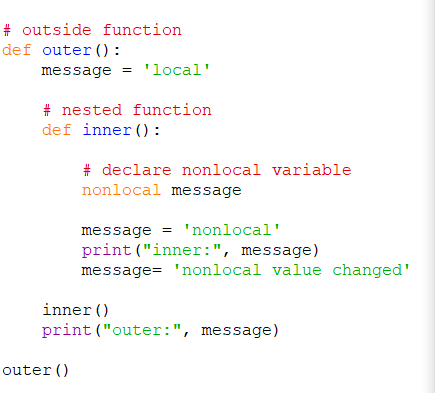 # outside function
def outer():
    message = 'local'

    # nested function
    def inner():

        # declare nonlocal variable
        nonlocal message

        message = 'nonlocal'
        print("inner:", message)
        message= 'nonlocal value changed'

    inner()
    print("outer:", message)

outer()